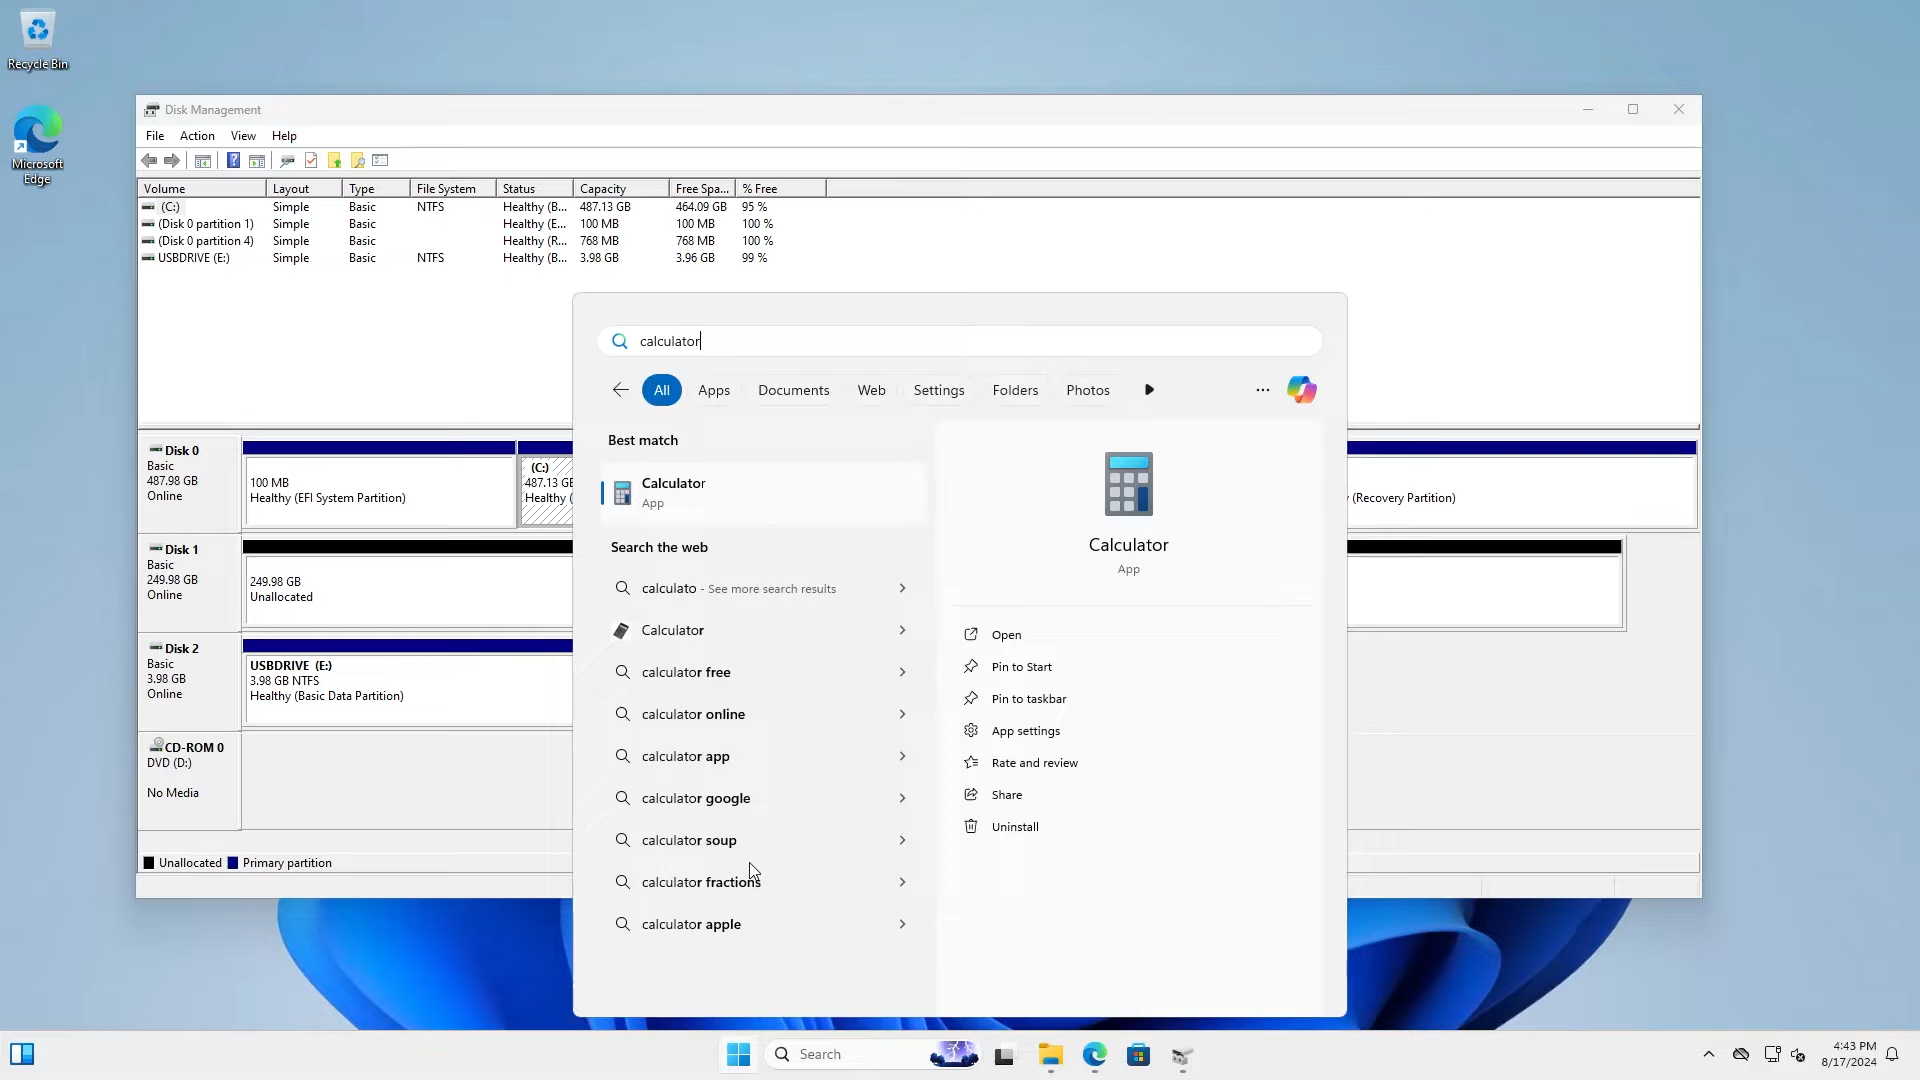 Recycle Bin
Microsoft
Edge
Disk Management
File Action View Help
Volume Layout Type File System Status Capacity Free Spa... % Free
(C:) Simple Basic NTFS Healthy (B... 487.13 GB 464.09 GB 95 %
(Disk 0 partition 1) Simple Basic Healthy (E... 100 MB 100 MB 100 %
(Disk 0 partition 4) Simple Basic Healthy (R... 768 MB 768 MB 100 %
USBDRIVE (E:) Simple Basic NTFS Healthy (B... 3.98 GB 3.96 GB 99 %
Disk 0
Basic
487.98 GB
Online
100 MB
Healthy (EFI System Partition)
(C:)
487.13 GB
Healthy (
(Recovery Partition)
Disk 1
Basic
249.98 GB
Online
249.98 GB
Unallocated
Disk 2
Basic
3.98 GB
Online
USBDRIVE (E:)
3.98 GB NTFS
Healthy (Basic Data Partition)
CD-ROM 0
DVD (D:)
No Media
Unallocated Primary partition
calculator
All Apps Documents Web Settings Folders Photos
Best match
Calculator
App
Search the web
calculato - See more search results
Calculator
calculator free
calculator online
calculator app
calculator google
calculator soup
calculator fractions
calculator apple
Calculator
App
Open
Pin to Start
Pin to taskbar
App settings
Rate and review
Share
Uninstall
Search
4:43 PM
8/17/2024